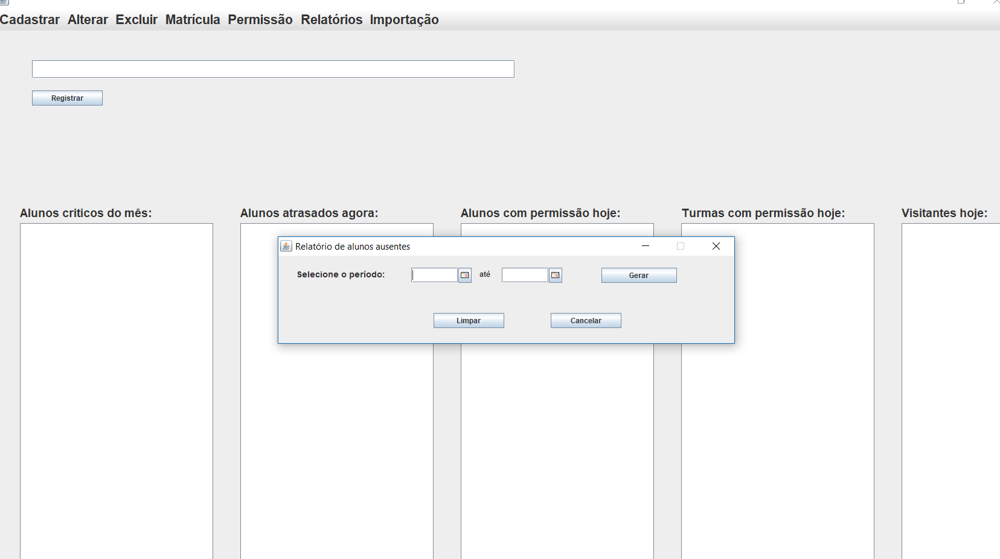 Cadastrar Alterar Excluir Matrícula Permissão Relatórios Importação
Registrar
Alunos criticos do mês: Alunos atrasados agora: Alunos com permissão hoje: Turmas com permissão hoje: Visitantes hoje:
Relatório de alunos ausentes
Selecione o período: até Gerar
Limpar Cancelar